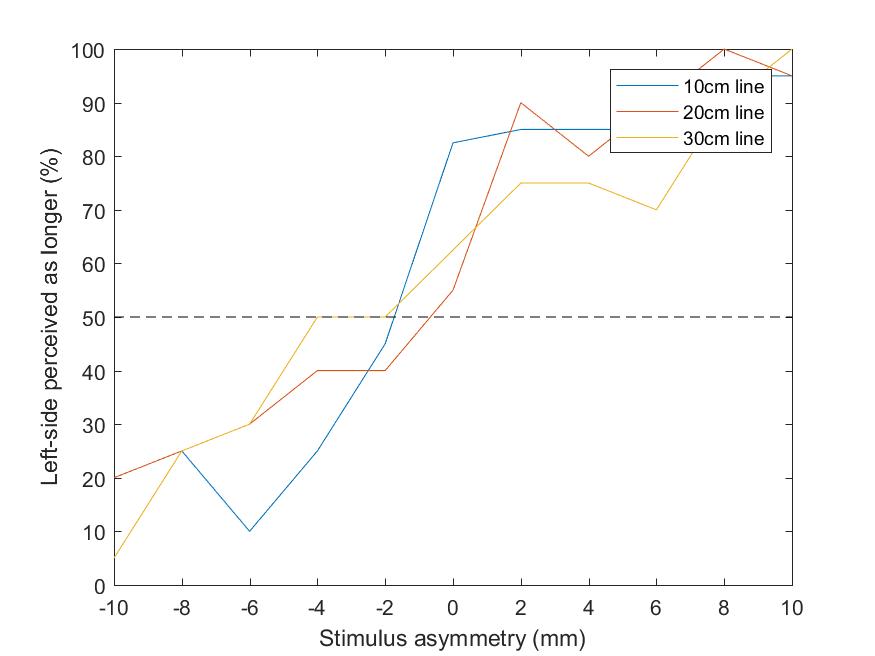 100
90
80
70
60
50
40
30
20
10
0
-10 -8 -6 -4 -2 0 2 4 6 8 10
Left-side perceived as longer (%)
Stimulus asymmetry (mm)
10cm line
20cm line
30cm line